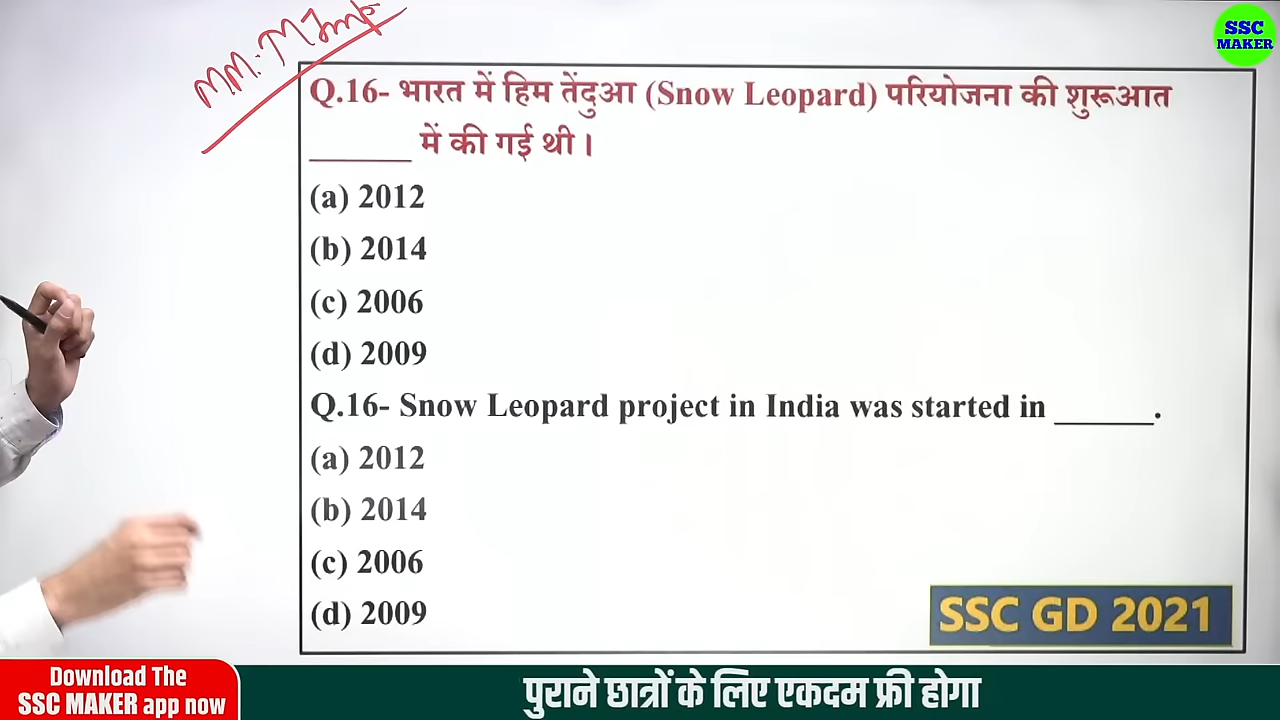 M.M.T.M Imp
SSC
MAKER
Q.16- भारत में हिम तेंदुआ (Snow Leopard) परियोजना की शुरूआत
______ में की गई थी।
(a) 2012
(b) 2014
(c) 2006
(d) 2009
Q.16- Snow Leopard project in India was started in ______.
(a) 2012
(b) 2014
(c) 2006
(d) 2009
SSC GD 2021
Download The
SSC MAKER app now
पुराने छात्रों के लिए एकदम फ्री होगा